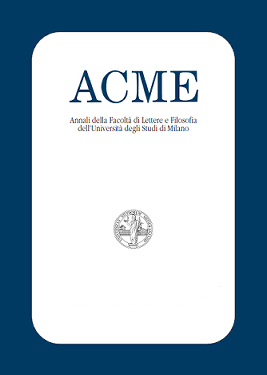 ACME
Annali della Facoltà di Lettere e Filosofia
dell'Università degli Studi di Milano